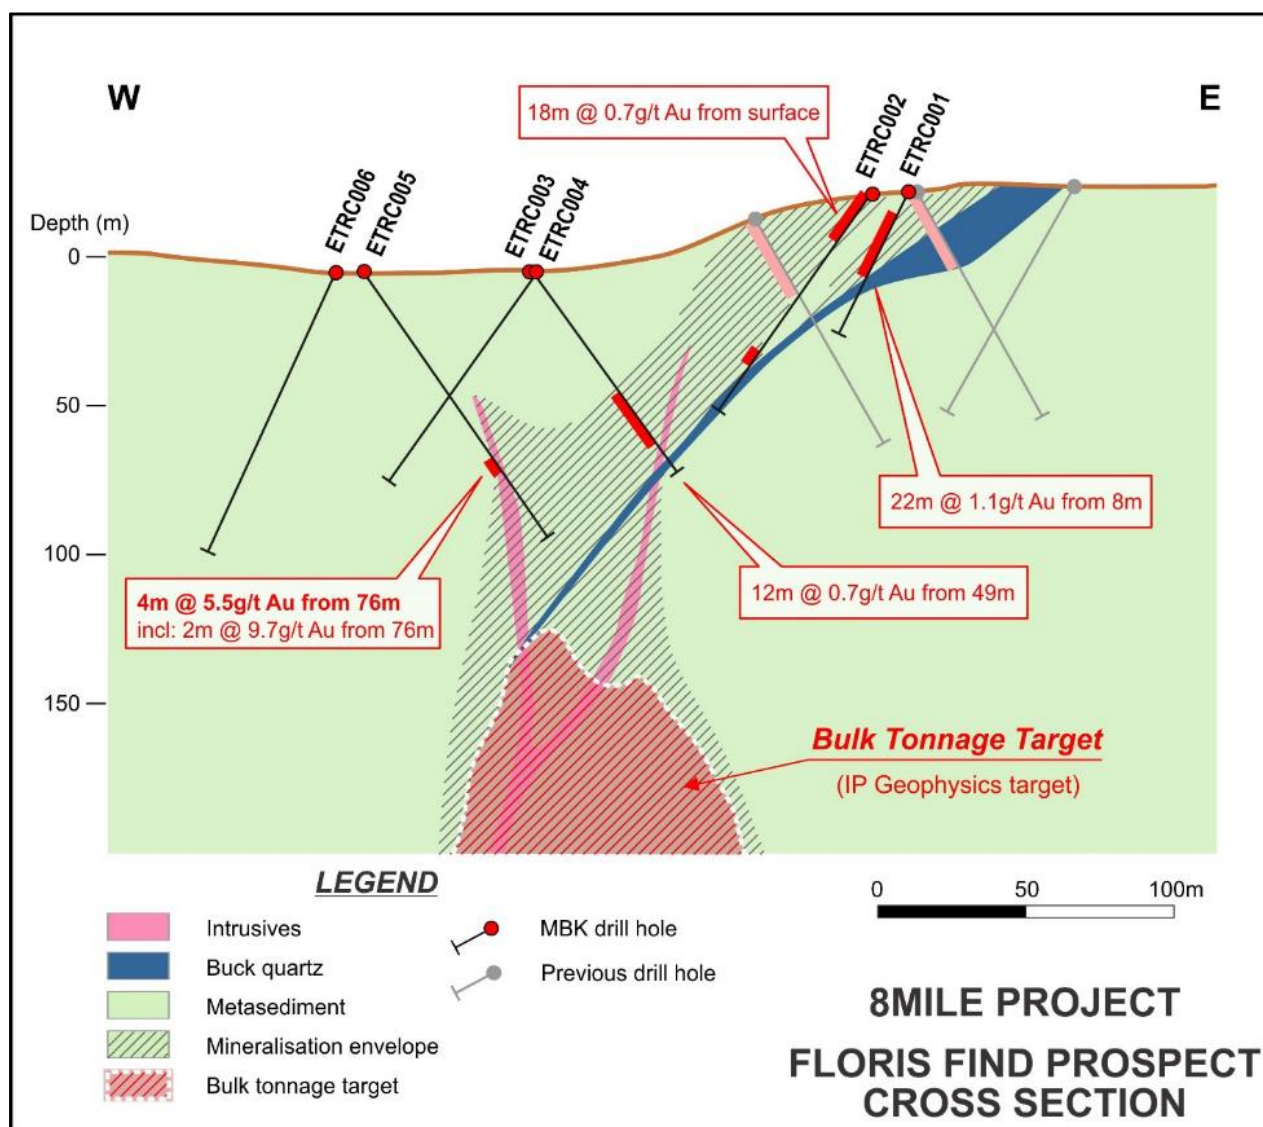 W
E
18m @ 0.7g/t Au from surface
ETRC002
ETRC001
ETRC006
ETRC005
ETRC003
ETRC004
Depth (m)
0
50
100
150
22m @ 1.1g/t Au from 8m
12m @ 0.7g/t Au from 49m
4m @ 5.5g/t Au from 76m
incl: 2m @ 9.7g/t Au from 76m
Bulk Tonnage Target
(IP Geophysics target)
LEGEND
Intrusives
Buck quartz
Metasediment
Mineralisation envelope
Bulk tonnage target
MBK drill hole
Previous drill hole
0 50 100m
8MILE PROJECT
FLORIS FIND PROSPECT
CROSS SECTION